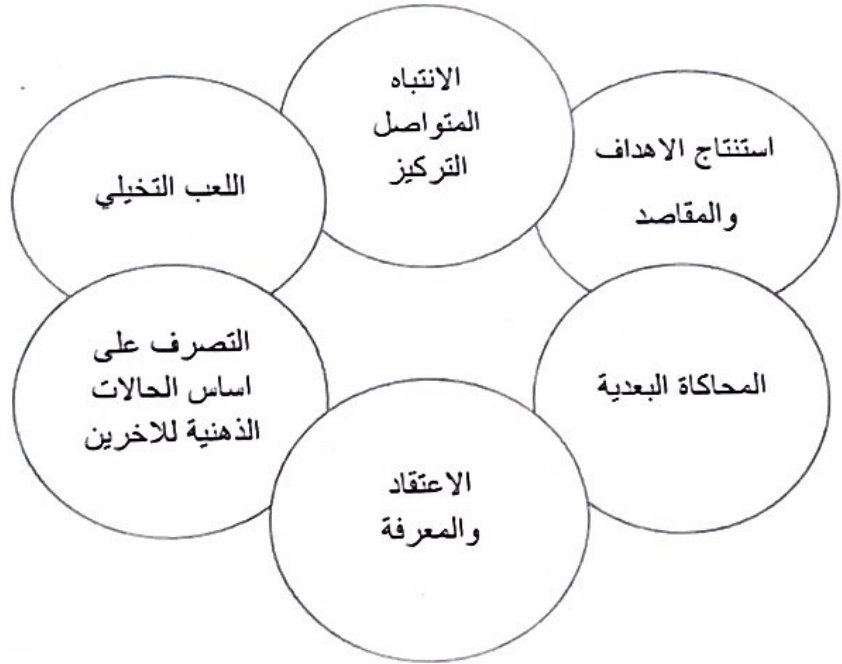 الانتباه
المتواصل
التركيز
استنتاج الاهداف
والمقاصد
المحاكاة البعدية
الاعتقاد
والمعرفة
التصرف على
اساس الحالات
الذهنية للاخرين
اللعب التخيلي